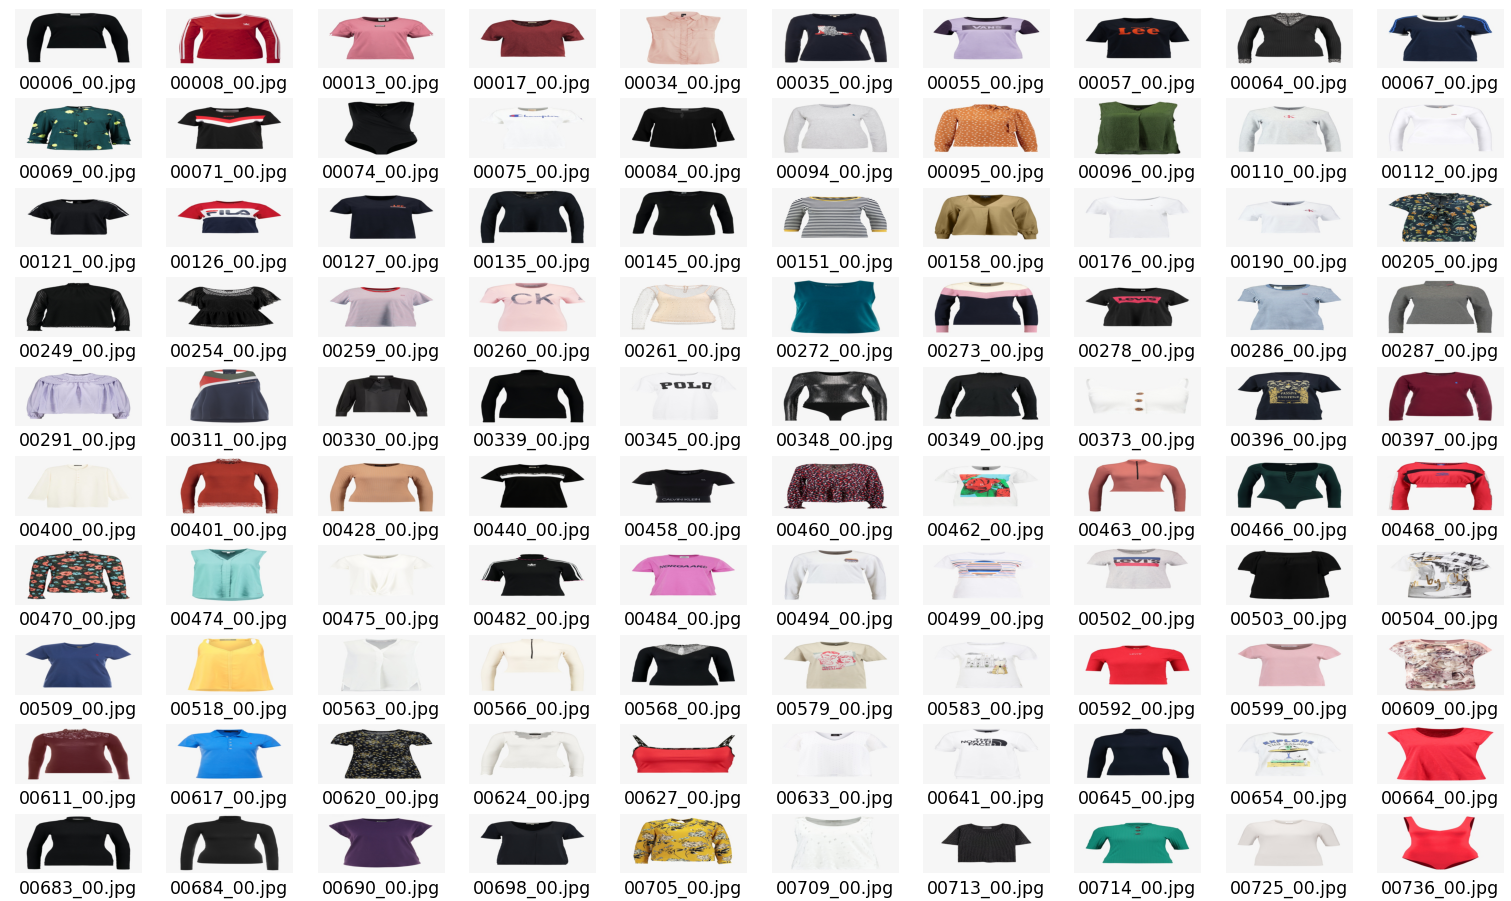 00006_00.jpg 00008_00.jpg 00013_00.jpg 00017_00.jpg 00034_00.jpg 00035_00.jpg 00055_00.jpg 00057_00.jpg 00064_00.jpg 00067_00.jpg
VANS
Lee
00069_00.jpg 00071_00.jpg 00074_00.jpg 00075_00.jpg 00084_00.jpg 00094_00.jpg 00095_00.jpg 00096_00.jpg 00110_00.jpg 00112_00.jpg
Champion
00121_00.jpg 00126_00.jpg 00127_00.jpg 00135_00.jpg 00145_00.jpg 00151_00.jpg 00158_00.jpg 00176_00.jpg 00190_00.jpg 00205_00.jpg
FILA
00249_00.jpg 00254_00.jpg 00259_00.jpg 00260_00.jpg 00261_00.jpg 00272_00.jpg 00273_00.jpg 00278_00.jpg 00286_00.jpg 00287_00.jpg
CK
Levi's
00291_00.jpg 00311_00.jpg 00330_00.jpg 00339_00.jpg 00345_00.jpg 00348_00.jpg 00349_00.jpg 00373_00.jpg 00396_00.jpg 00397_00.jpg
POLO
00400_00.jpg 00401_00.jpg 00428_00.jpg 00440_00.jpg 00458_00.jpg 00460_00.jpg 00462_00.jpg 00463_00.jpg 00466_00.jpg 00468_00.jpg
CALVIN KLEIN
00470_00.jpg 00474_00.jpg 00475_00.jpg 00482_00.jpg 00484_00.jpg 00494_00.jpg 00499_00.jpg 00502_00.jpg 00503_00.jpg 00504_00.jpg
Levi's
00509_00.jpg 00518_00.jpg 00563_00.jpg 00566_00.jpg 00568_00.jpg 00579_00.jpg 00583_00.jpg 00592_00.jpg 00599_00.jpg 00609_00.jpg
00611_00.jpg 00617_00.jpg 00620_00.jpg 00624_00.jpg 00627_00.jpg 00633_00.jpg 00641_00.jpg 00645_00.jpg 00654_00.jpg 00664_00.jpg
THE
NORTH
FACE
EXPLORE
00683_00.jpg 00684_00.jpg 00690_00.jpg 00698_00.jpg 00705_00.jpg 00709_00.jpg 00713_00.jpg 00714_00.jpg 00725_00.jpg 00736_00.jpg